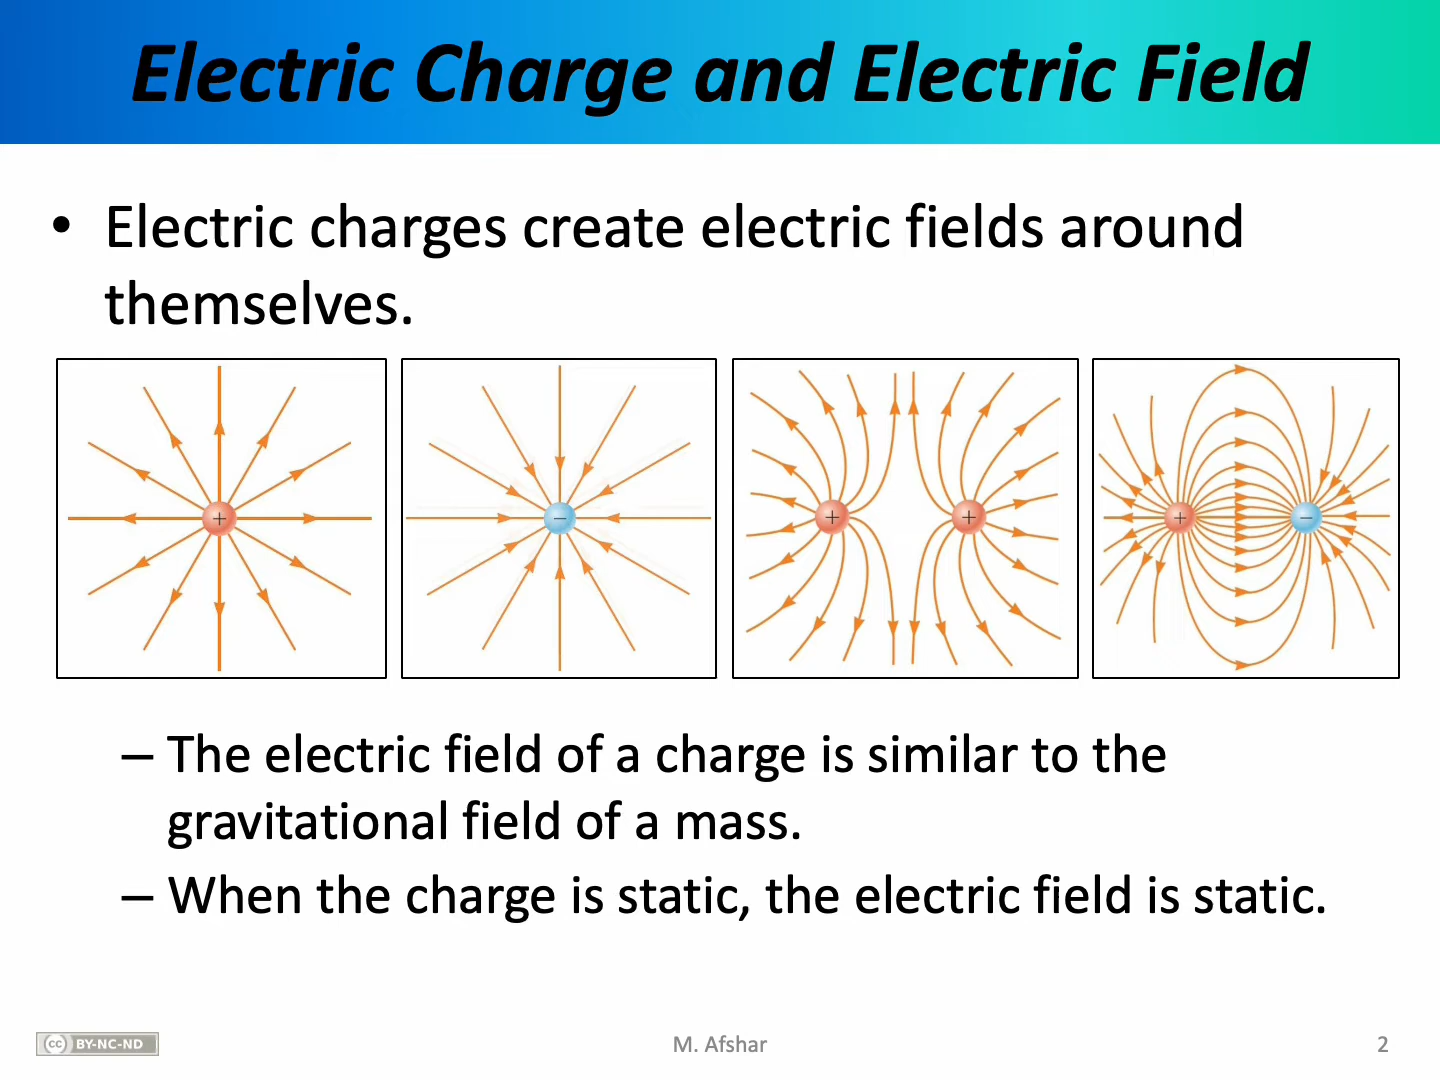 Electric Charge and Electric Field
• Electric charges create electric fields around
themselves.
+
−
+ +
+ −
– The electric field of a charge is similar to the
gravitational field of a mass.
– When the charge is static, the electric field is static.
cc BY-NC-ND
M. Afshar
2